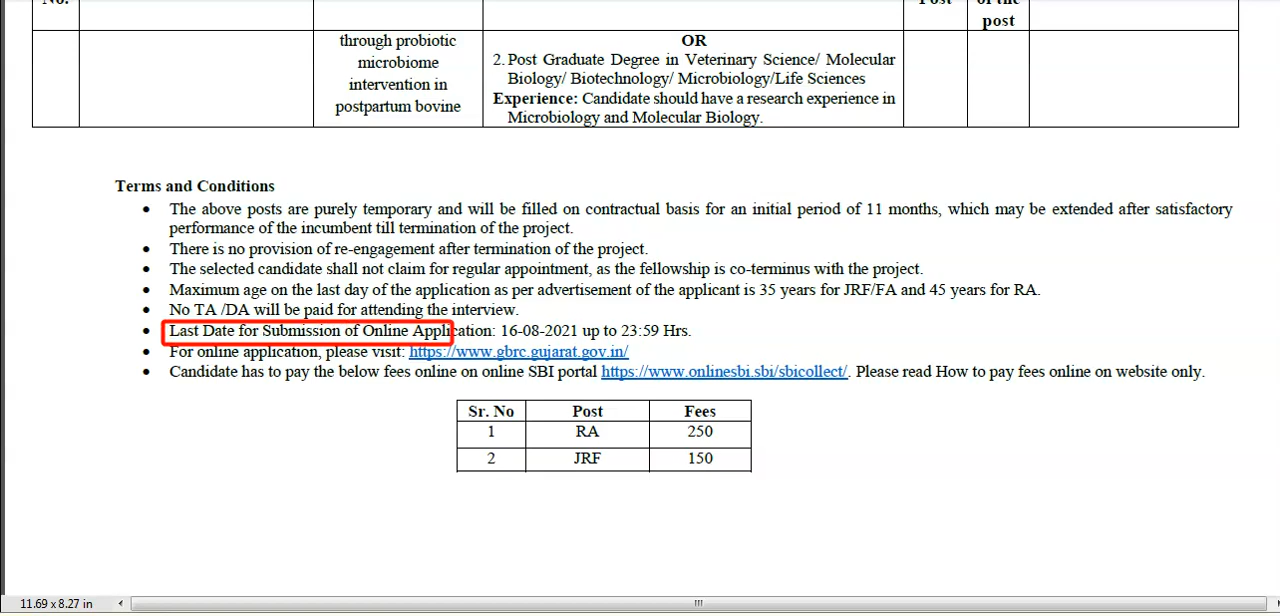 through probiotic
microbiome
intervention in
postpartum bovine
OR
2. Post Graduate Degree in Veterinary Science/ Molecular
Biology/ Biotechnology/ Microbiology/Life Sciences
Experience: Candidate should have a research experience in
Microbiology and Molecular Biology.
post
Terms and Conditions
• The above posts are purely temporary and will be filled on contractual basis for an initial period of 11 months, which may be extended after satisfactory
performance of the incumbent till termination of the project.
• There is no provision of re-engagement after termination of the project.
• The selected candidate shall not claim for regular appointment, as the fellowship is co-terminus with the project.
• Maximum age on the last day of the application as per advertisement of the applicant is 35 years for JRF/FA and 45 years for RA.
• No TA /DA will be paid for attending the interview.
• Last Date for Submission of Online Application: 16-08-2021 up to 23:59 Hrs.
• For online application, please visit: https://www.gbrc.gujarat.gov.in/
• Candidate has to pay the below fees online on online SBI portal https://www.onlinesbi.sbi/sbicollect/. Please read How to pay fees online on website only.
Sr. No Post Fees
1 RA 250
2 JRF 150
11.69 x 8.27 in